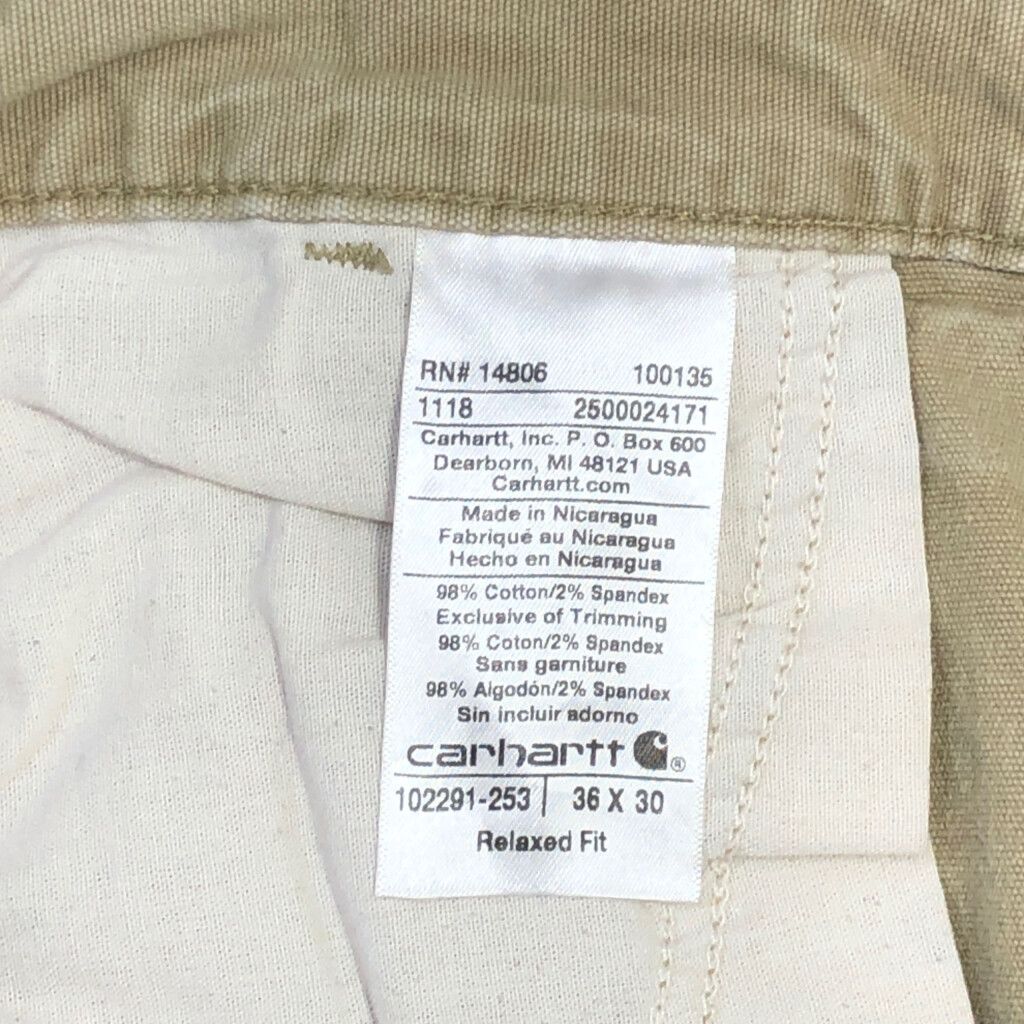 RN# 14806 100135
1118 2500024171
Carhartt, Inc. P. O. Box 600
Dearborn, MI 48121 USA
Carhartt.com
Made in Nicaragua
Fabriqué au Nicaragua
Hecho en Nicaragua
98% Cotton/2% Spandex
Exclusive of Trimming
98% Coton/2% Spandex
Sans garniture
98% Algodón/2% Spandex
Sin incluir adorno
carhartt ®
102291-253 | 36 X 30
Relaxed Fit